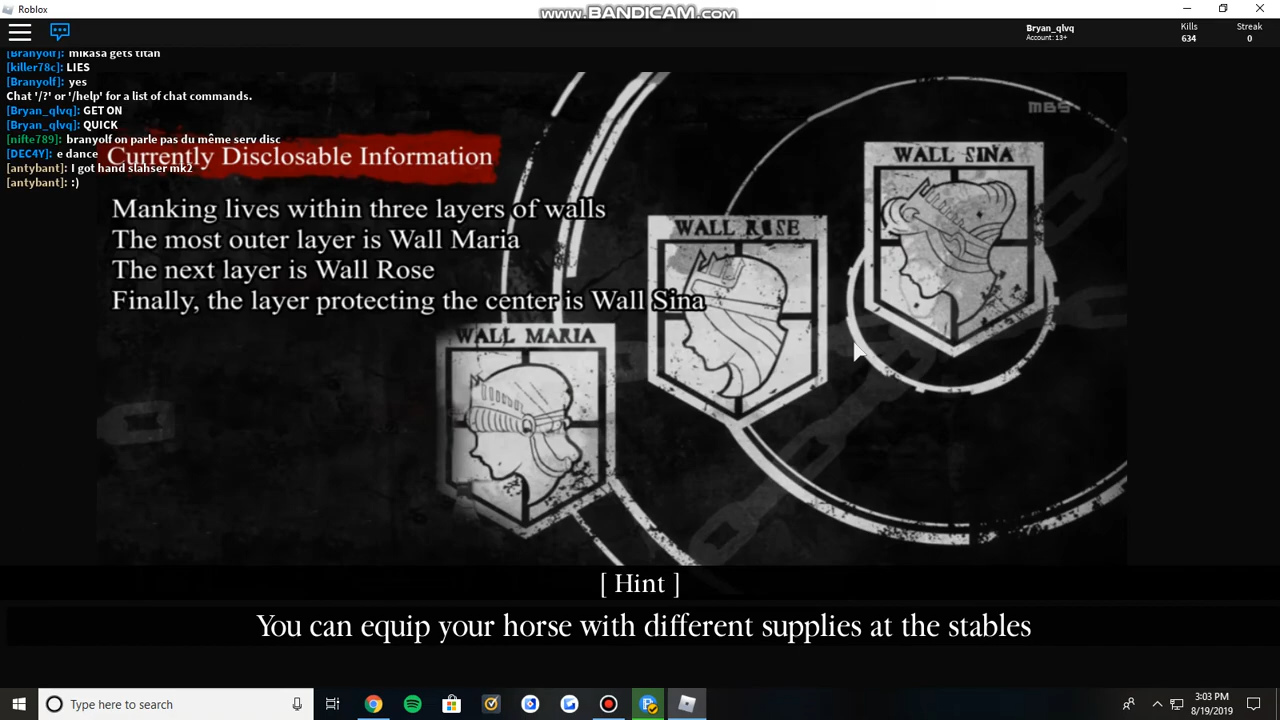 Roblox
WWW.BANDICAM.COM
Bryan_qlvq
Account: 13+
Kills
634
Streak
0
[Branyolf]: mikasa gets titan
[killer78c]: LIES
[Branyolf]: yes
Chat '/?' or '/help' for a list of chat commands.
[Bryan_qlvq]: GET ON
[Bryan_qlvq]: QUICK
[nifte789]: branyolf on parle pas du même serv disc
[DEC4Y]: e dance
[antybant]: I got hand slahser mk2
[antybant]: :)
Currently Disclosable Information
Manking lives within three layers of walls
The most outer layer is Wall Maria
The next layer is Wall Rose
Finally, the layer protecting the center is Wall Sina
MBS
WALL SINA
WALL ROSE
WALL MARIA
[ Hint ]
You can equip your horse with different supplies at the stables
Type here to search
3:03 PM
8/19/2019